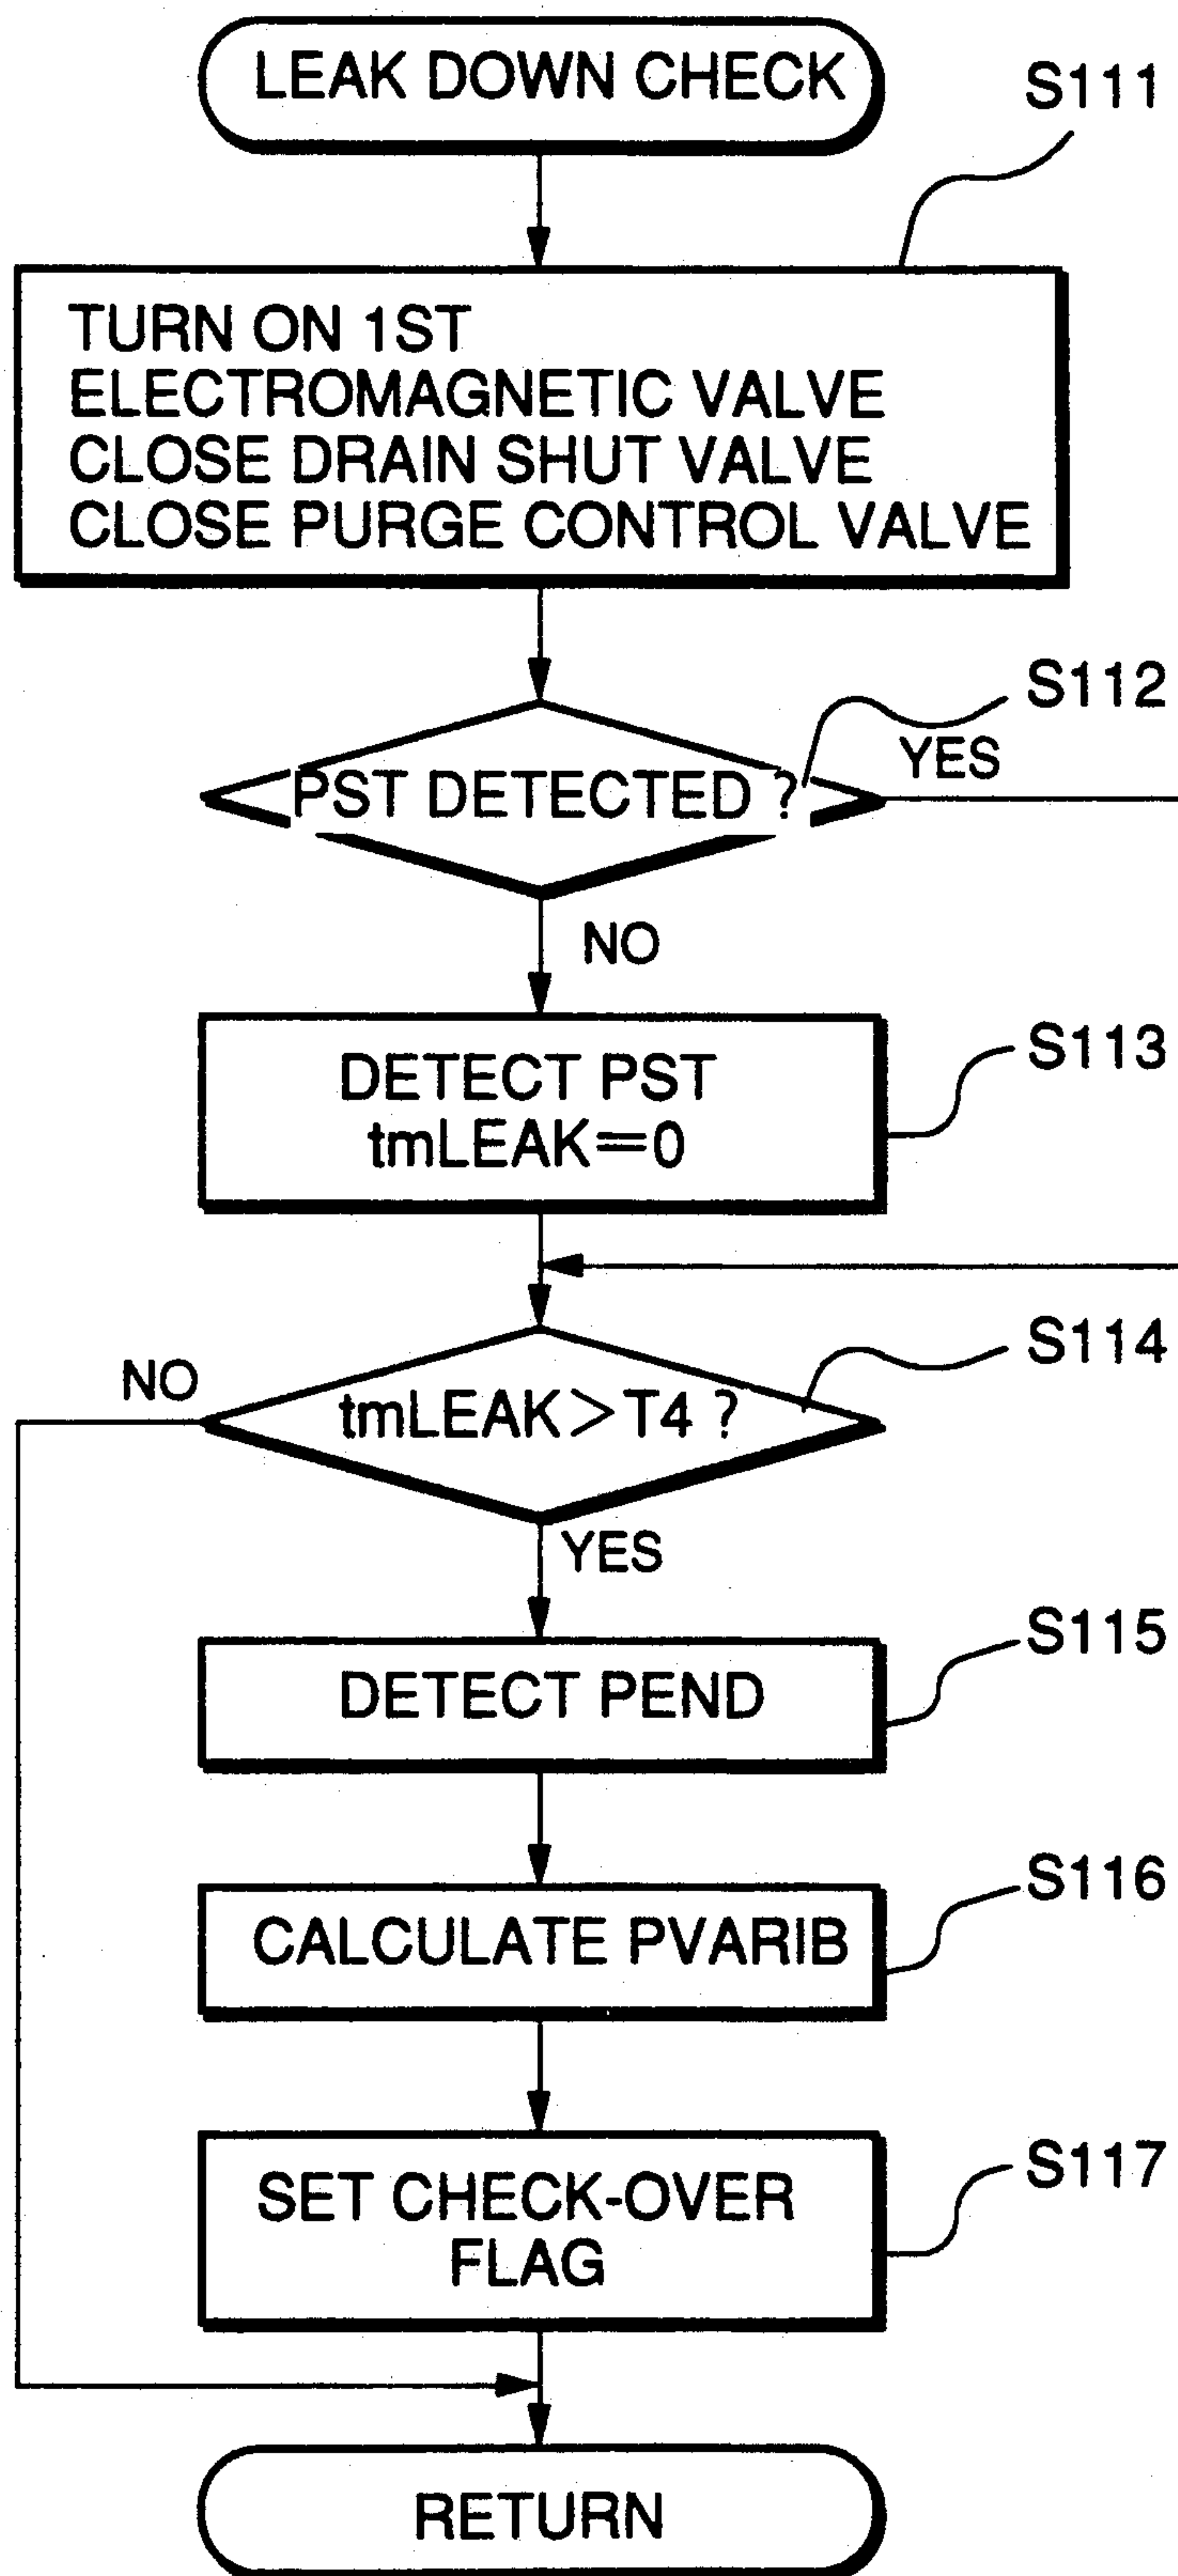 LEAK DOWN CHECK
S111
TURN ON 1ST
ELECTROMAGNETIC VALVE
CLOSE DRAIN SHUT VALVE
CLOSE PURGE CONTROL VALVE
S112
YES
PST DETECTED ?
NO
S113
DETECT PST
tmLEAK=0
S114
NO
tmLEAK>T4 ?
YES
S115
DETECT PEND
S116
CALCULATE PVARIB
S117
SET CHECK-OVER
FLAG
RETURN